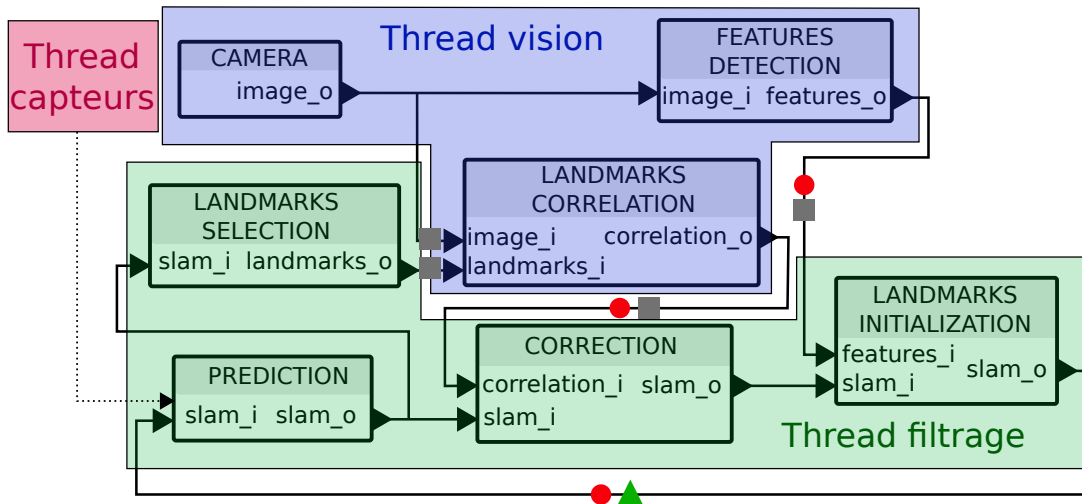 Thread
capteurs
Thread vision
CAMERA
image_o
FEATURES
DETECTION
image_i features_o
LANDMARKS
SELECTION
slam_i landmarks_o
LANDMARKS
CORRELATION
image_i correlation_o
landmarks_i
LANDMARKS
INITIALIZATION
features_i
slam_i slam_o
PREDICTION
slam_i slam_o
CORRECTION
correlation_i slam_o
slam_i
Thread filtrage